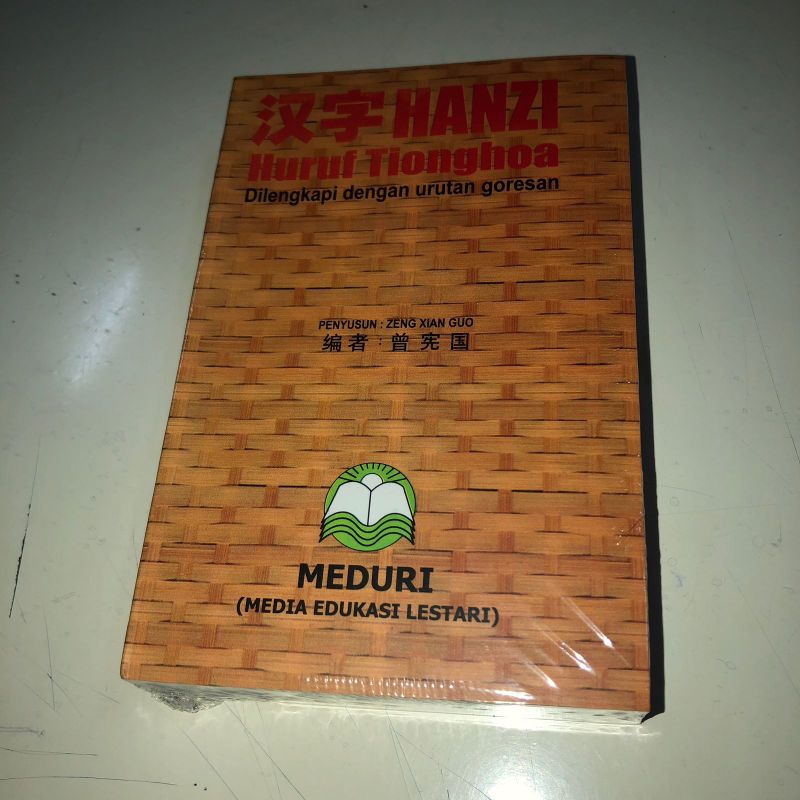 汉字 HANZI
Huruf Tionghoa
Dilengkapi dengan urutan goresan
PENYUSUN : ZENG XIAN GUO
编者 : 曾宪国
MEDURI
(MEDIA EDUKASI LESTARI)